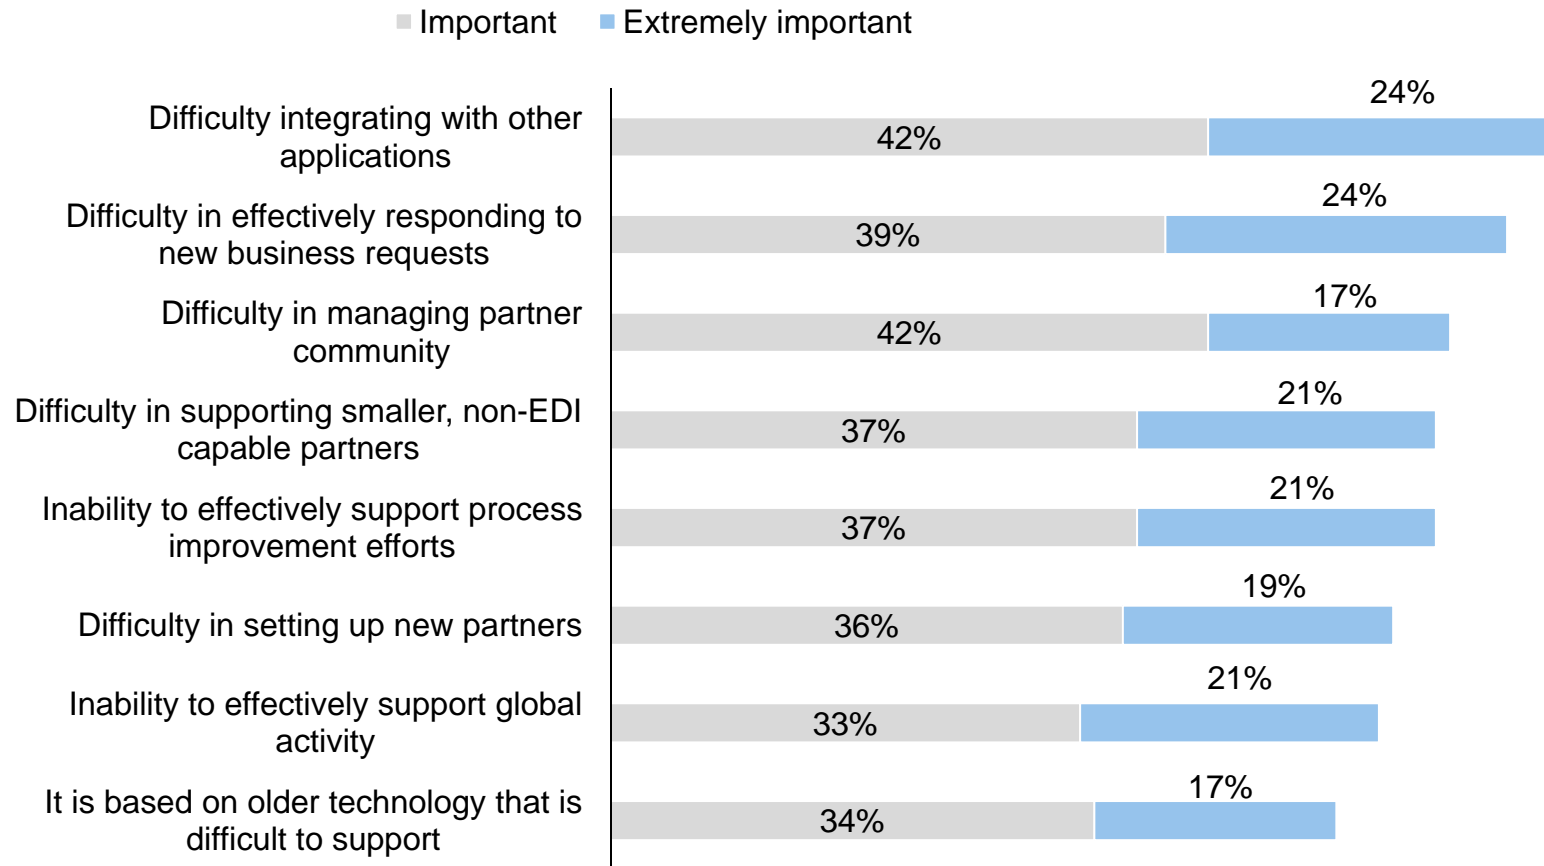 Important Extremely important
24%
Difficulty integrating with other
applications
42%
24%
Difficulty in effectively responding to
new business requests
39%
17%
Difficulty in managing partner
community
42%
21%
Difficulty in supporting smaller, non-EDI
capable partners
37%
21%
Inability to effectively support process
improvement efforts
37%
19%
Difficulty in setting up new partners
36%
21%
Inability to effectively support global
activity
33%
17%
It is based on older technology that is
difficult to support
34%